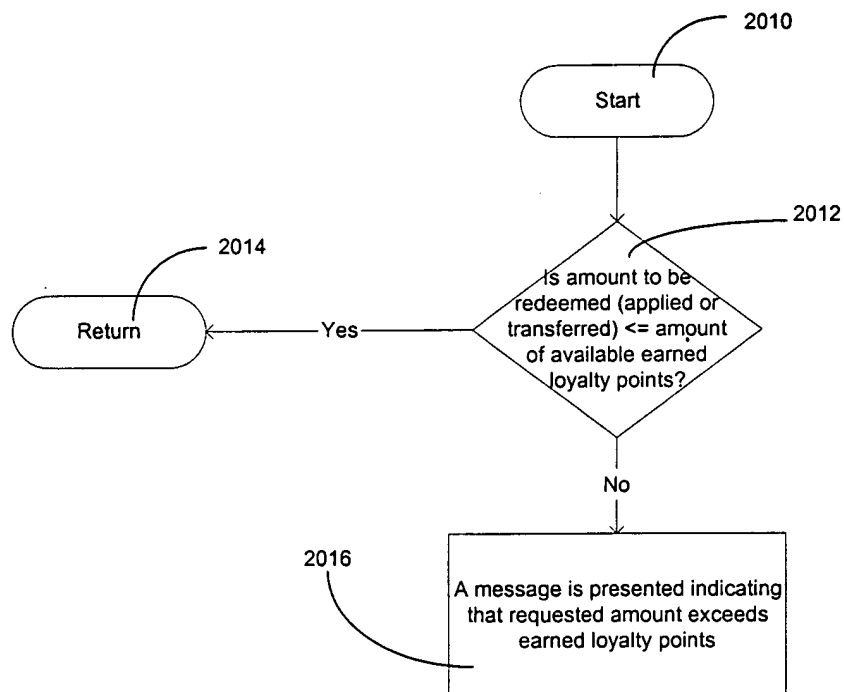 2010
Start
2012
Is amount to be
redeemed (applied or
transferred) <= amount
of available earned
loyalty points?
2014
Return
Yes
No
2016
A message is presented indicating
that requested amount exceeds
earned loyalty points